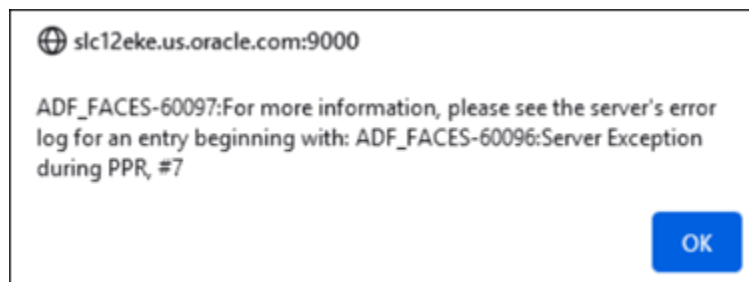 slc12eke.us.oracle.com:9000
ADF_FACES-60097:For more information, please see the server's error
log for an entry beginning with: ADF_FACES-60096:Server Exception
during PPR, #7
OK